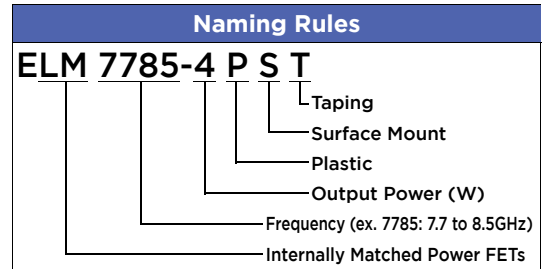 Naming Rules
ELM 7785-4 P S T
Taping
Surface Mount
Plastic
Output Power (W)
Frequency (ex. 7785: 7.7 to 8.5GHz)
Internally Matched Power FETs